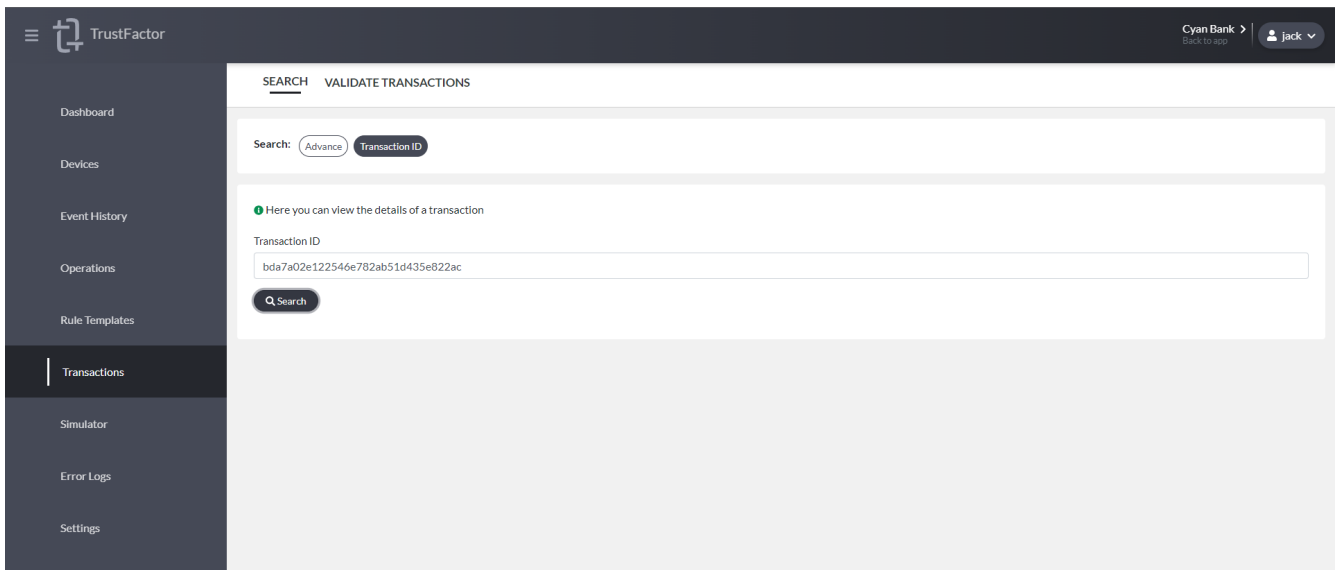 TrustFactor
Cyan Bank
Back to app
jack
SEARCH VALIDATE TRANSACTIONS
Dashboard
Devices
Event History
Operations
Rule Templates
Transactions
Simulator
Error Logs
Settings
Search: Advance Transaction ID
Here you can view the details of a transaction
Transaction ID
bda7a02e122546e782ab51d435e822ac
Search